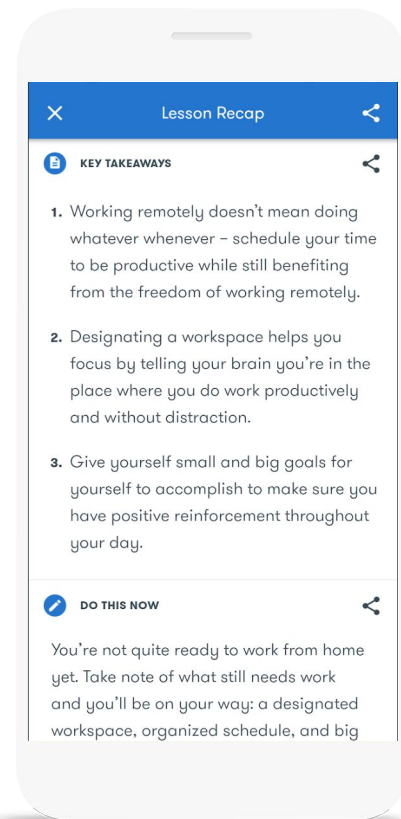 Lesson Recap
KEY TAKEAWAYS
1. Working remotely doesn't mean doing
whatever whenever – schedule your time
to be productive while still benefiting
from the freedom of working remotely.
2. Designating a workspace helps you
focus by telling your brain you're in the
place where you do work productively
and without distraction.
3. Give yourself small and big goals for
yourself to accomplish to make sure you
have positive reinforcement throughout
your day.
DO THIS NOW
You're not quite ready to work from home
yet. Take note of what still needs work
and you'll be on your way: a designated
workspace, organized schedule, and big